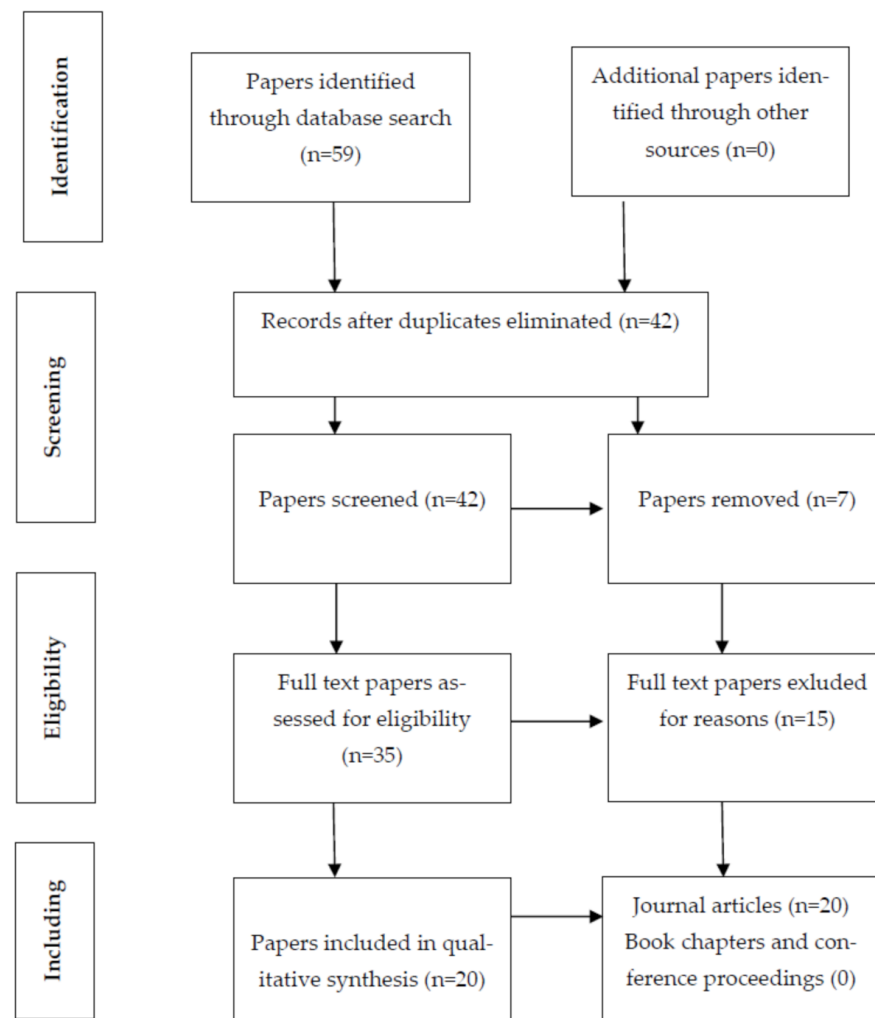 Identification
Papers identified
through database search
(n=59)
Additional papers iden-
tified through other
sources (n=0)
Screening
Records after duplicates eliminated (n=42)
Papers screened (n=42)
Papers removed (n=7)
Eligibility
Full text papers as-
sessed for eligibility
(n=35)
Full text papers exluded
for reasons (n=15)
Including
Papers included in qual-
itative synthesis (n=20)
Journal articles (n=20)
Book chapters and con-
ference proceedings (0)